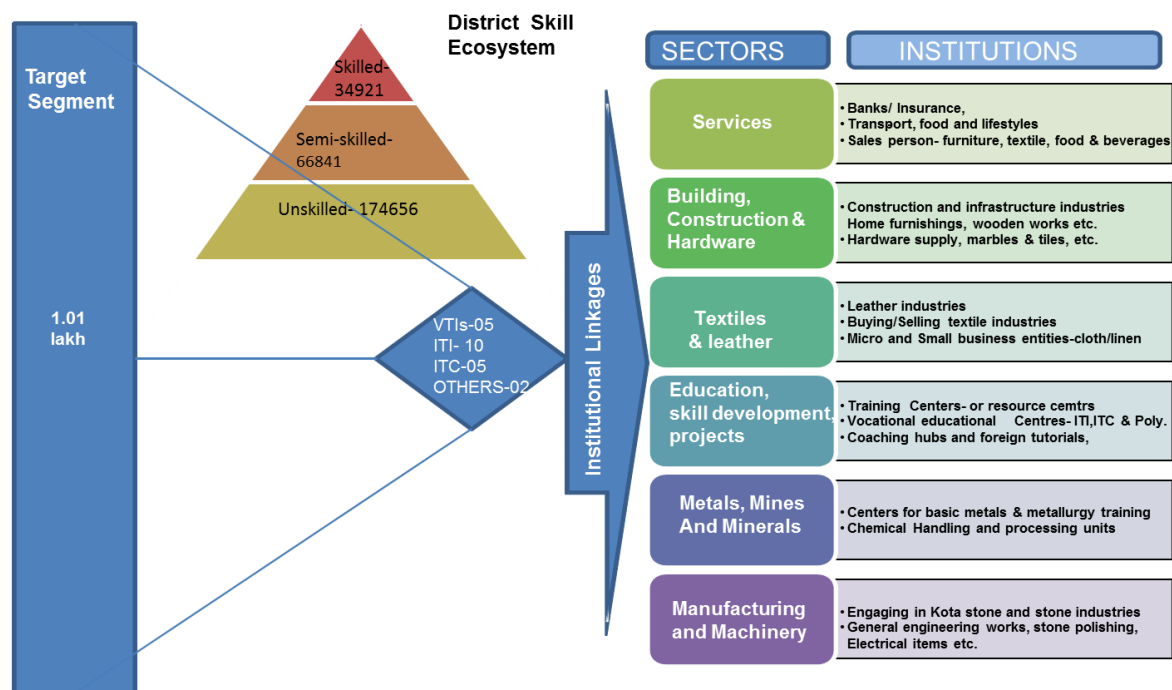 District Skill
Ecosystem
Target
Segment
1.01
lakh
Skilled-
34921
Semi-skilled-
66841
Unskilled- 174656
VTIs-05
ITI- 10
ITC-05
OTHERS-02
Institutional Linkages
SECTORS
INSTITUTIONS
Services
• Banks/ Insurance,
• Transport, food and lifestyles
• Sales person- furniture, textile, food & beverages
Building,
Construction &
Hardware
• Construction and infrastructure industries
Home furnishings, wooden works etc.
• Hardware supply, marbles & tiles, etc.
Textiles
& leather
• Leather industries
• Buying/Selling textile industries
• Micro and Small business entities-cloth/linen
Education,
skill development,
projects
• Training Centers- or resource cemtrs
• Vocational educational Centres- ITI,ITC & Poly.
• Coaching hubs and foreign tutorials,
Metals, Mines
And Minerals
• Centers for basic metals & metallurgy training
• Chemical Handling and processing units
Manufacturing
and Machinery
• Engaging in Kota stone and stone industries
• General engineering works, stone polishing,
Electrical items etc.